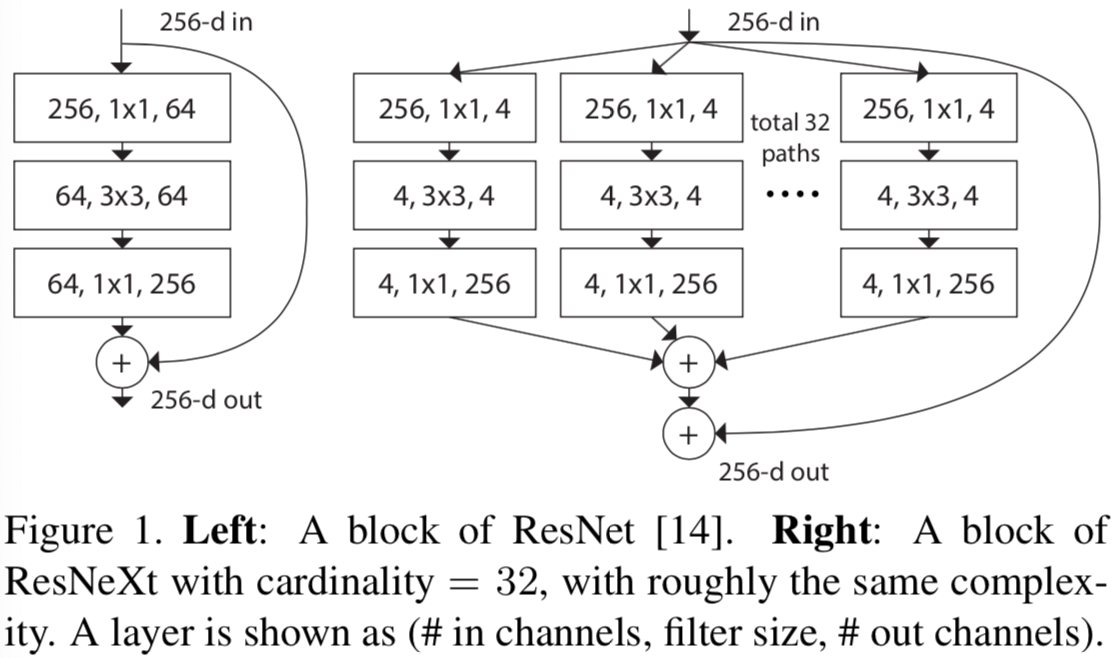 256-d in
256, 1x1, 64
64, 3x3, 64
64, 1x1, 256
+
256-d out
256-d in
256, 1x1, 4
256, 1x1, 4
total 32
paths
256, 1x1, 4
4, 3x3, 4
4, 3x3, 4
....
4, 3x3, 4
4, 1x1, 256
4, 1x1, 256
4, 1x1, 256
+
+
256-d out
Figure 1. Left: A block of ResNet [14]. Right: A block of
ResNeXt with cardinality = 32, with roughly the same complex-
ity. A layer is shown as (# in channels, filter size, # out channels).